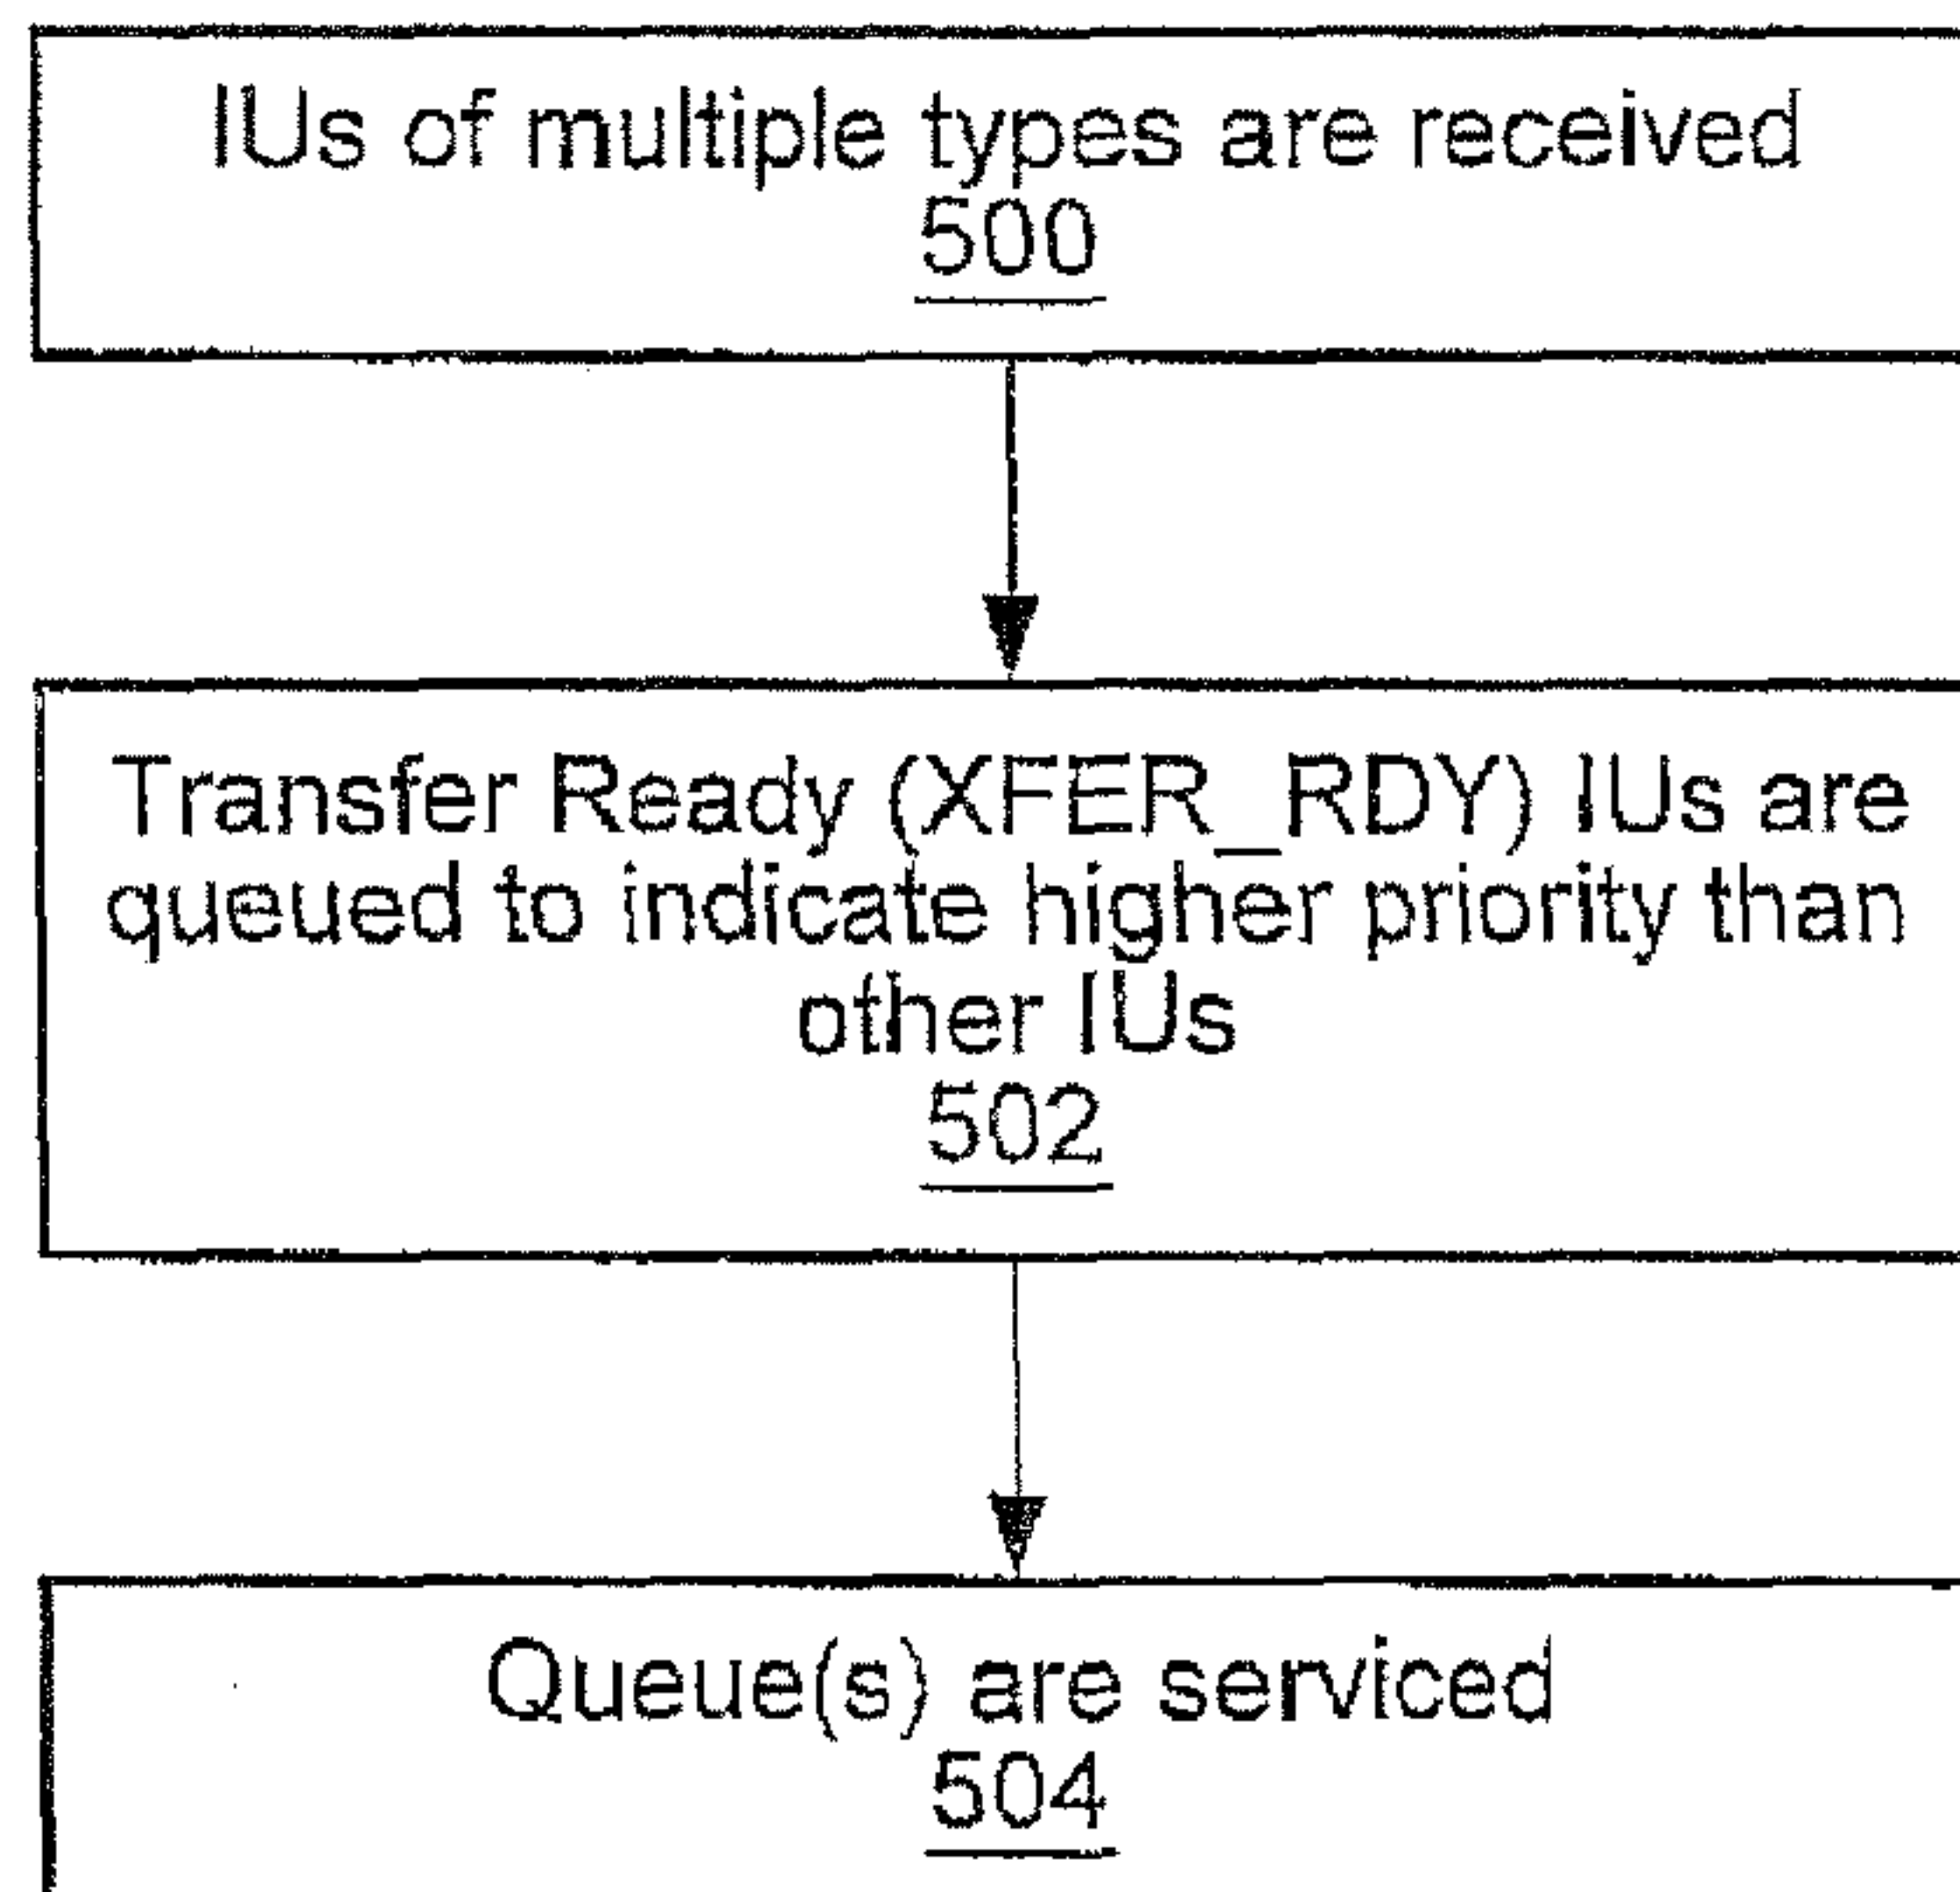 IUs of multiple types are received
500
Transfer Ready (XFER_RDY) IUs are
queued to indicate higher priority than
other IUs
502
Queue(s) are serviced
504